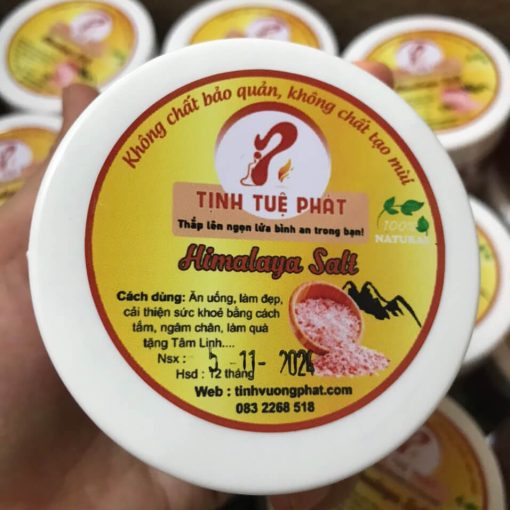 Không chất bảo quản, không chất tạo mùi
TỊNH TUỆ PHÁT
Thắp lên ngọn lửa bình an trong bạn!
100%
NATURAL
Himalaya Salt
Cách dùng: Ăn uống, làm đẹp,
cải thiện sức khoẻ bằng cách
tắm, ngâm chân, làm quà
tặng Tâm Linh....
Nsx : 5-11-2024
Hsd : 12 tháng
Web : tinhvuongphat.com
083 2268 518